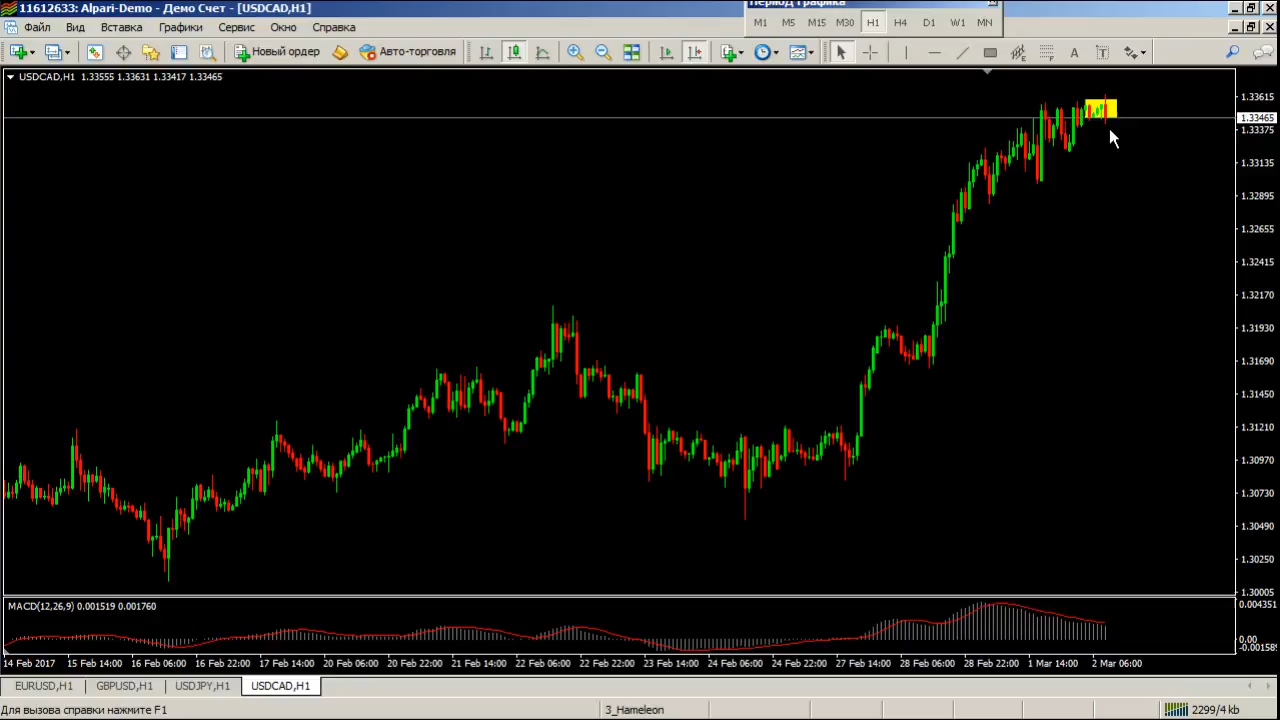 11612633: Alpari-Demo - Демо Счет - [USDCAD,H1]
Период графика
Файл Вид Вставка Графики Сервис Окно Справка
M1 M5 M15 M30 H1 H4 D1 W1 MN
Новый ордер Авто-торговля
USDCAD,H1 1.33555 1.33631 1.33417 1.33465
1.33615
1.33465
1.33375
1.33135
1.32895
1.32655
1.32415
1.32170
1.31930
1.31690
1.31450
1.31210
1.30970
1.30730
1.30490
1.30250
1.30005
MACD(12,26,9) 0.001519 0.001760
0.004351
0.00
-0.001585
14 Feb 2017 15 Feb 14:00 16 Feb 06:00 16 Feb 22:00 17 Feb 14:00 20 Feb 06:00 20 Feb 22:00 21 Feb 14:00 22 Feb 06:00 22 Feb 22:00 23 Feb 14:00 24 Feb 06:00 24 Feb 22:00 27 Feb 14:00 28 Feb 06:00 28 Feb 22:00 1 Mar 14:00 2 Mar 06:00
EURUSD,H1 GBPUSD,H1 USDJPY,H1 USDCAD,H1
Для вызова справки нажмите F1 3_Hameleon 2299/4 kb